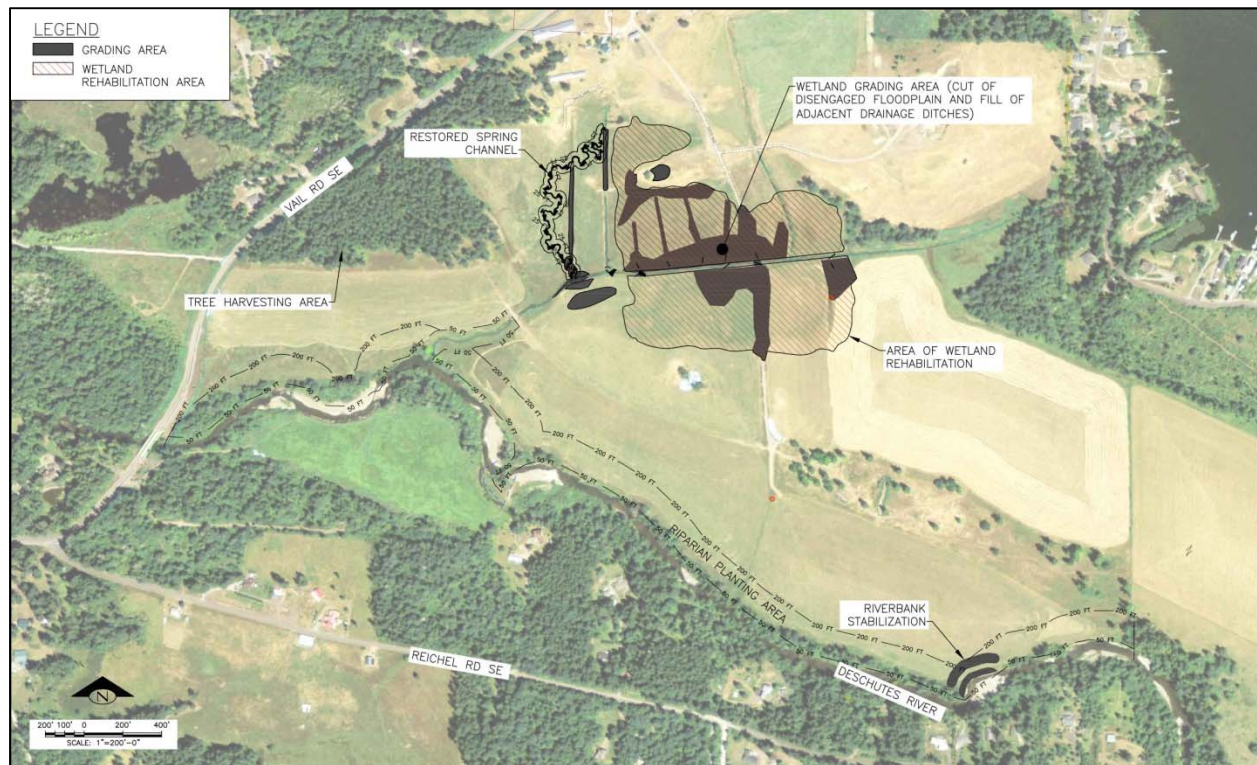 LEGEND
GRADING AREA
WETLAND
REHABILITATION AREA
WETLAND GRADING AREA (CUT OF
DISENGAGED FLOODPLAIN AND FILL OF
ADJACENT DRAINAGE DITCHES)
RESTORED SPRING
CHANNEL
VAIL RD SE
TREE HARVESTING AREA
AREA OF WETLAND
REHABILITATION
200 FT
50 FT
RIPARIAN PLANTING AREA
RIVERBANK
STABILIZATION
REICHEL RD SE
DESCHUTES RIVER
N
200' 100' 0 200' 400'
SCALE: 1"=200'-0"